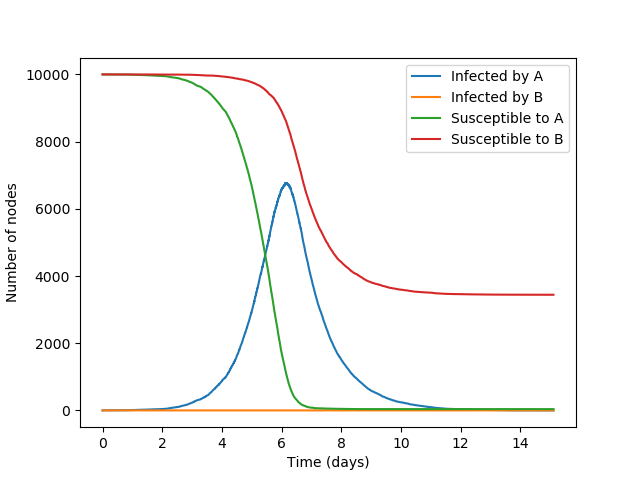 Infected by A
Infected by B
Susceptible to A
Susceptible to B
Number of nodes
10000
8000
6000
4000
2000
0
0 2 4 6 8 10 12 14
Time (days)